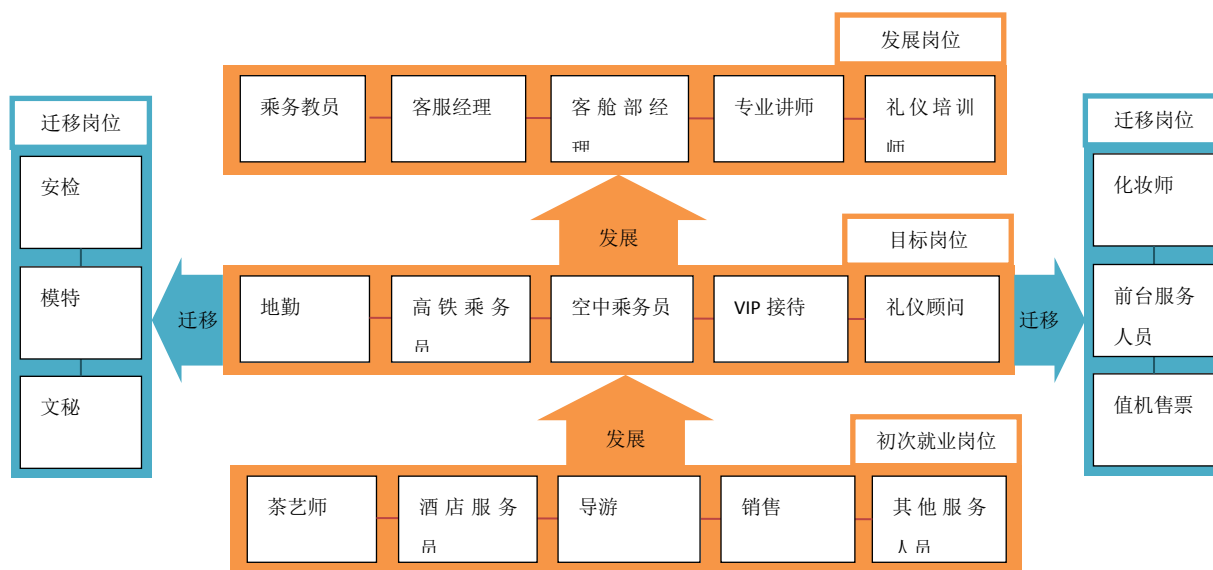 发展岗位
乘务教员
客服经理
客舱部经
理
专业讲师
礼仪培训
师
迁移岗位
安检
模特
文秘
迁移岗位
化妆师
前台服务
人员
值机售票
发展
目标岗位
迁移
地勤
高铁乘务
员
空中乘务员
VIP 接待
礼仪顾问
迁移
发展
初次就业岗位
茶艺师
酒店服务
员
导游
销售
其他服务
人员